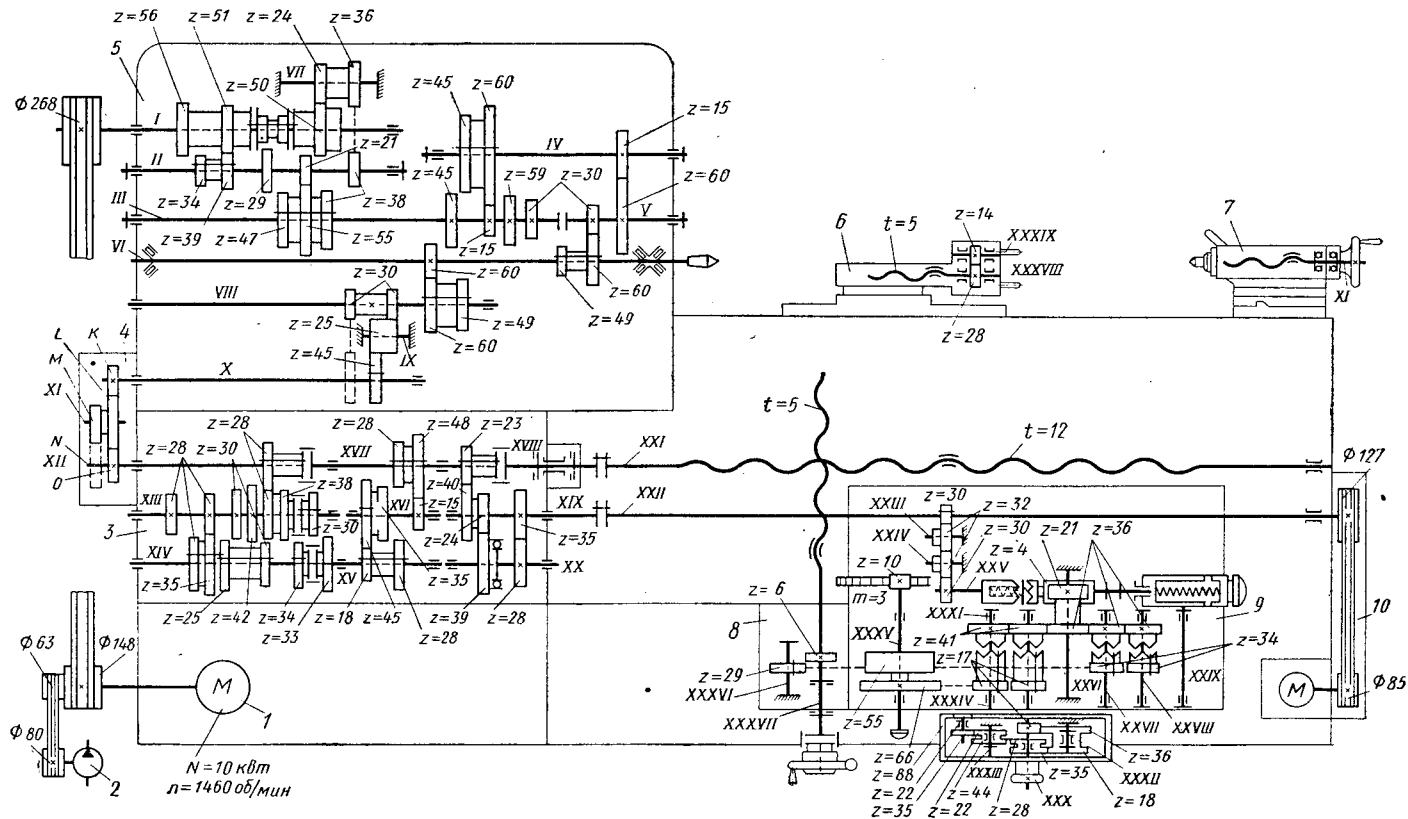 z=56 z=51 z=24 z=36
5 VII z=50 z=45 z=60 z=15
Ф268 I z=21 IV
II z=45 z=59 z=30 z=60
III z=34 z=29 z=38 V
z=39 z=47 z=55 z=15
VI z=60 z=60
z=30 z=49
VIII z=25 z=49
IX z=60
z=45
X
L K 4
M
XI
N
XII
O
6 t=5 z=14 XXXIX 7
XXXVIII
z=28 XI
t=5 t=12
z=28 z=28 z=48 z=23
z=28 z=30 XVII XVIII XXI
Ф127
XIII z=38 XVI z=40 XIX XXII
z=15
3 z=30 z=24 z=35
XIV XV XX
z=35 z=35
z=25 z=42 z=34 z=18 z=45 z=39 z=28
z=33 z=28
z=30
XXIII z=32
XXIV z=30 z=21 z=36
z=10 XXV z=4
m=3
z=6 XXXI 9 10
8 XXXV z=41 z=34
z=29 z=17 XXIX
XXXVI XXXIV XXVI
XXXVII z=55 XXVII XXVIII
z=66 z=36
z=88 XXXIII z=35 XXXII
z=22 z=44 XXX z=18
z=35 z=22 z=28
M Ф85
Ф63 Ф148
M
1
Ф80
2
N=10 квт
n=1460 об/мин